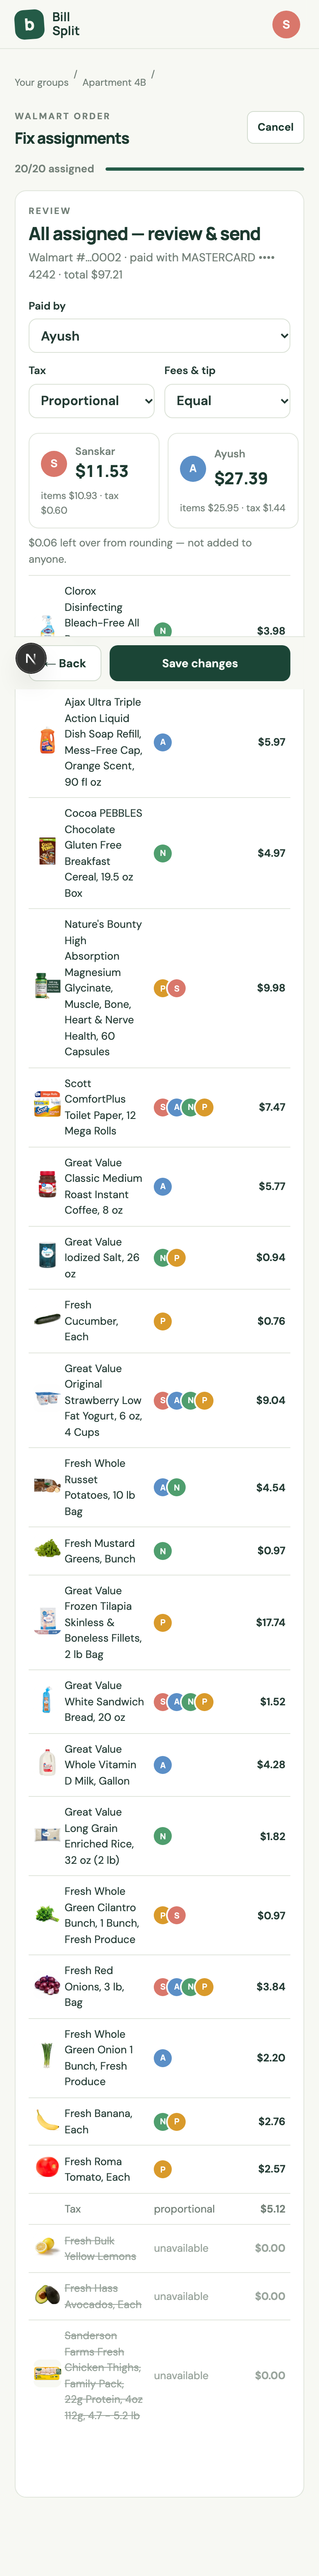 b
Bill
Split
S
Your groups / Apartment 4B /
WALMART ORDER
Fix assignments
Cancel
20/20 assigned
REVIEW
All assigned — review & send
Walmart #…0002 · paid with MASTERCARD ••••
4242 · total $97.21
Paid by
Ayush
Tax
Fees & tip
Proportional
Equal
S
Sanskar
$11.53
items $10.93 · tax
$0.60
A
Ayush
$27.39
items $25.95 · tax $1.44
$0.06 left over from rounding — not added to
anyone.
Clorox
Disinfecting
Bleach-Free All
N
$3.98
N
Back
Save changes
Ajax Ultra Triple
Action Liquid
Dish Soap Refill,
Mess-Free Cap,
Orange Scent,
90 fl oz
A
$5.97
Cocoa PEBBLES
Chocolate
Gluten Free
Breakfast
Cereal, 19.5 oz
Box
N
$4.97
Nature's Bounty
High
Absorption
Magnesium
Glycinate,
Muscle, Bone,
Heart & Nerve
Health, 60
Capsules
P S
$9.98
Scott
ComfortPlus
Toilet Paper, 12
Mega Rolls
S A N P
$7.47
Great Value
Classic Medium
Roast Instant
Coffee, 8 oz
A
$5.77
Great Value
Iodized Salt, 26
oz
N P
$0.94
Fresh
Cucumber,
Each
P
$0.76
Great Value
Original
Strawberry Low
Fat Yogurt, 6 oz,
4 Cups
S A N P
$9.04
Fresh Whole
Russet
Potatoes, 10 lb
Bag
A N
$4.54
Fresh Mustard
Greens, Bunch
N
$0.97
Great Value
Frozen Tilapia
Skinless &
Boneless Fillets,
2 lb Bag
P
$17.74
Great Value
White Sandwich
Bread, 20 oz
S A N P
$1.52
Great Value
Whole Vitamin
D Milk, Gallon
A
$4.28
Great Value
Long Grain
Enriched Rice,
32 oz (2 lb)
N
$1.82
Fresh Whole
Green Cilantro
Bunch, 1 Bunch,
Fresh Produce
P S
$0.97
Fresh Red
Onions, 3 lb,
Bag
S A N P
$3.84
Fresh Whole
Green Onion 1
Bunch, Fresh
Produce
A
$2.20
Fresh Banana,
Each
N P
$2.76
Fresh Roma
Tomato, Each
P
$2.57
Tax
proportional
$5.12
Fresh Bulk
Yellow Lemons
unavailable
$0.00
Fresh Hass
Avocados, Each
unavailable
$0.00
Sanderson
Farms Fresh
Chicken Thighs,
Family Pack,
22g Protein, 4oz
112g, 4.7 - 5.2 lb
unavailable
$0.00